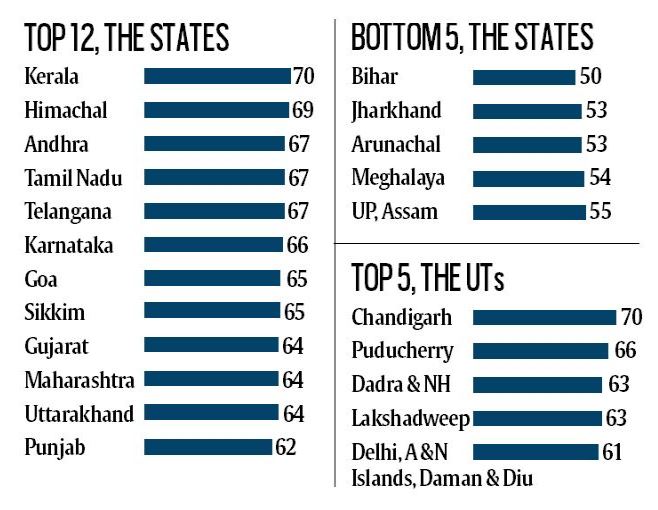 TOP 12, THE STATES
Kerala 70
Himachal 69
Andhra 67
Tamil Nadu 67
Telangana 67
Karnataka 66
Goa 65
Sikkim 65
Gujarat 64
Maharashtra 64
Uttarakhand 64
Punjab 62
BOTTOM 5, THE STATES
Bihar 50
Jharkhand 53
Arunachal 53
Meghalaya 54
UP, Assam 55
TOP 5, THE UTs
Chandigarh 70
Puducherry 66
Dadra & NH 63
Lakshadweep 63
Delhi, A &N 61
Islands, Daman & Diu